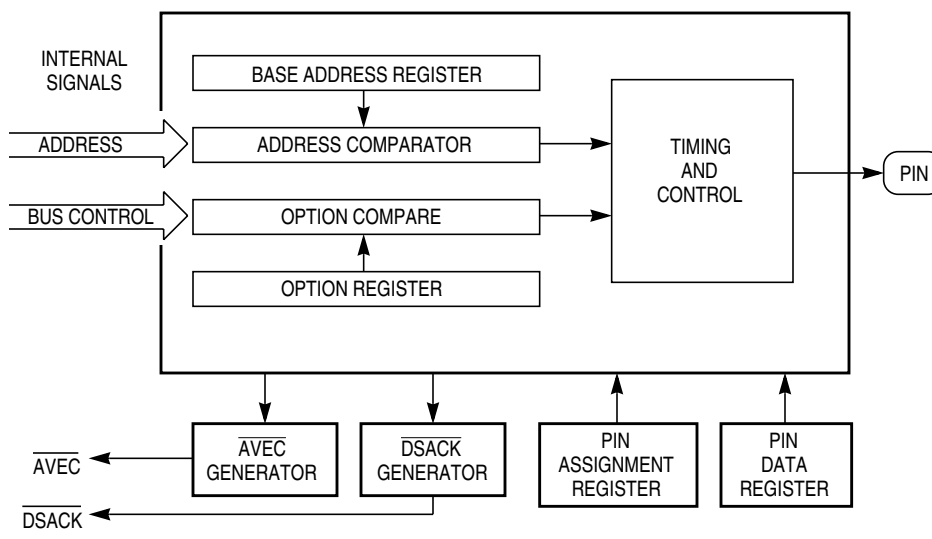 INTERNAL
SIGNALS
BASE ADDRESS REGISTER
ADDRESS
ADDRESS COMPARATOR
TIMING
AND
CONTROL
PIN
BUS CONTROL
OPTION COMPARE
OPTION REGISTER
AVEC
GENERATOR
DSACK
GENERATOR
PIN
ASSIGNMENT
REGISTER
PIN
DATA
REGISTER
AVEC
DSACK